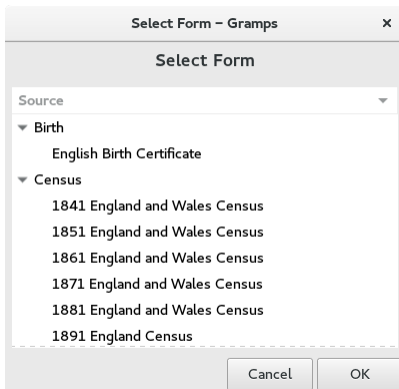 Select Form – Gramps ×
Select Form
Source
Birth
English Birth Certificate
Census
1841 England and Wales Census
1851 England and Wales Census
1861 England and Wales Census
1871 England and Wales Census
1881 England and Wales Census
1891 England Census
Cancel OK